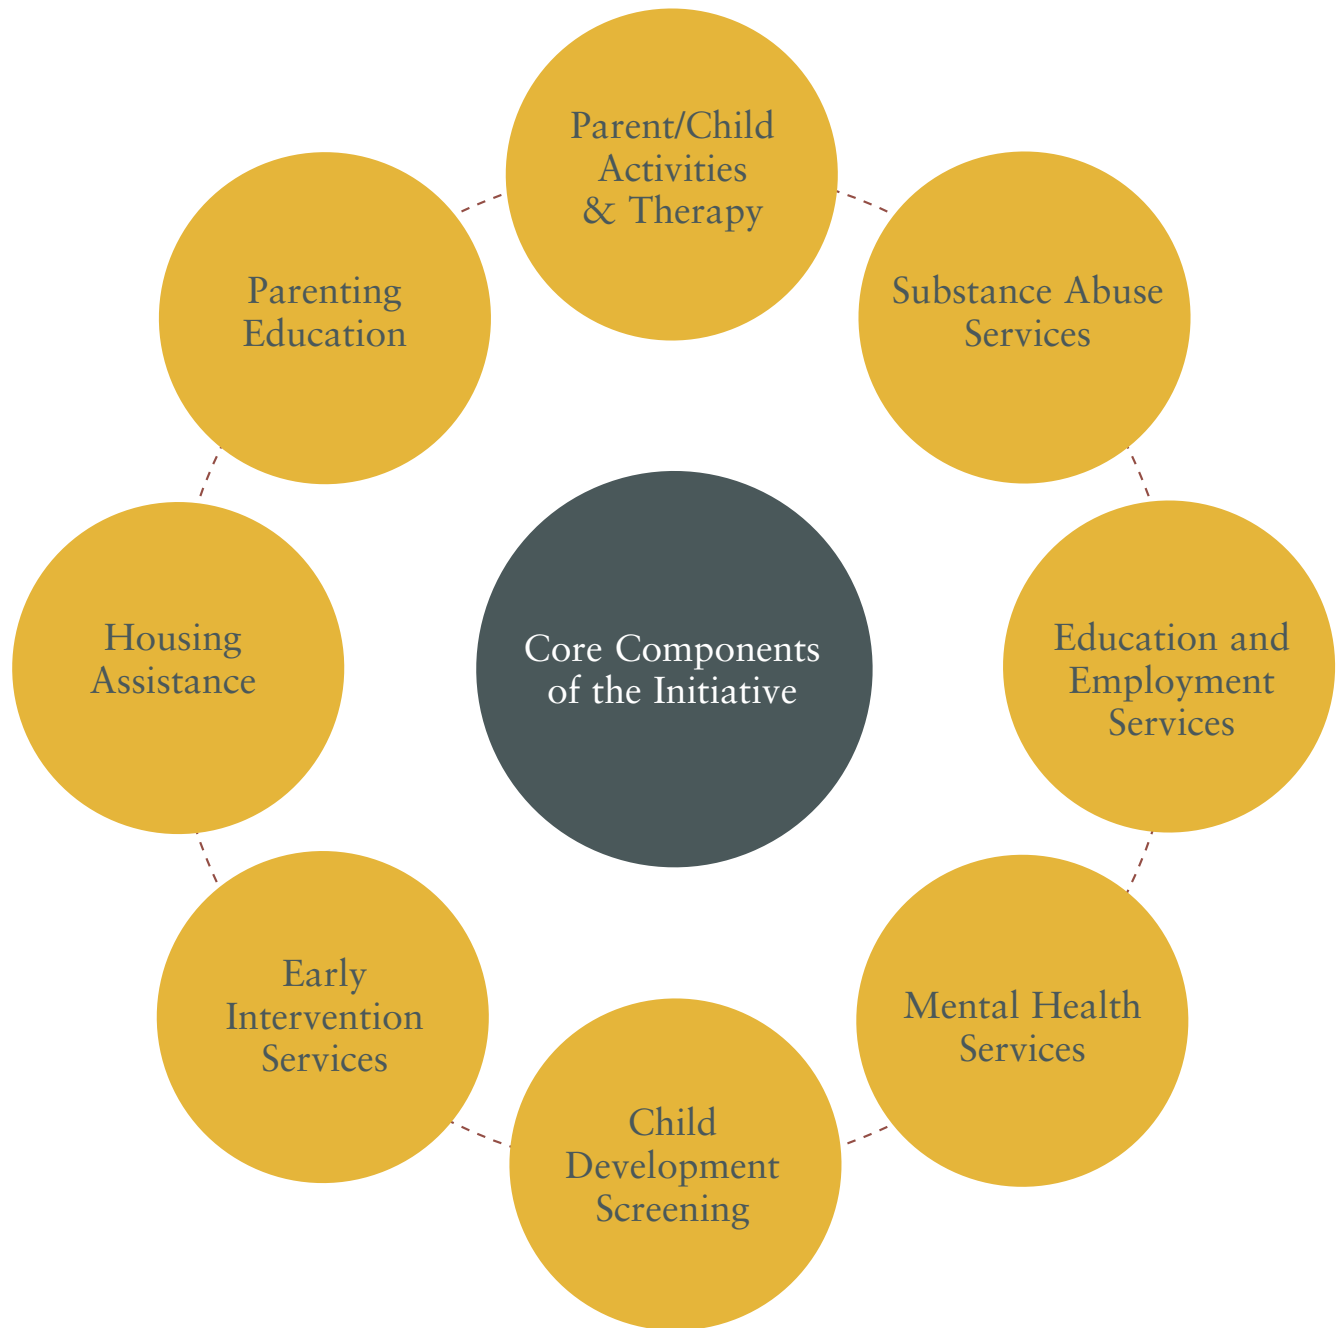 Parent/Child
Activities
& Therapy
Substance Abuse
Services
Education and
Employment
Services
Mental Health
Services
Child
Development
Screening
Early
Intervention
Services
Housing
Assistance
Parenting
Education
Core Components
of the Initiative